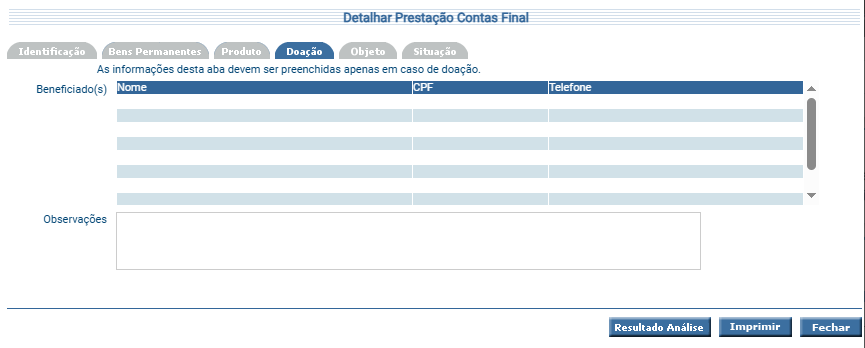 Detalhar Prestação Contas Final
Identificação Bens Permanentes Produto Doação Objeto Situação
As informações desta aba devem ser preenchidas apenas em caso de doação.
Beneficiado(s) Nome CPF Telefone
Observações
Resultado Análise Imprimir Fechar